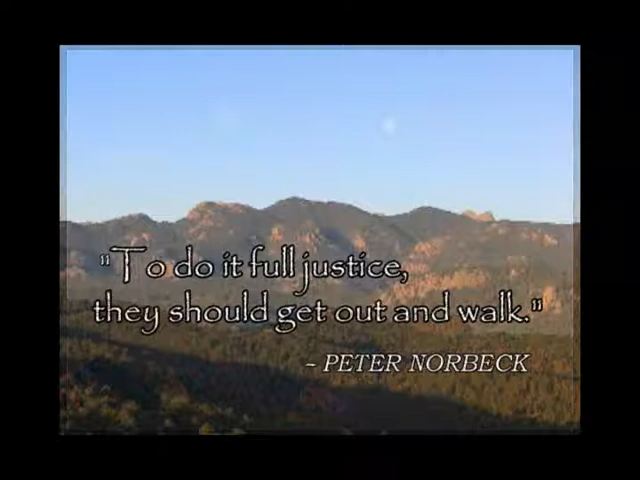 "To do it full justice,
they should get out and walk."
- PETER NORBECK